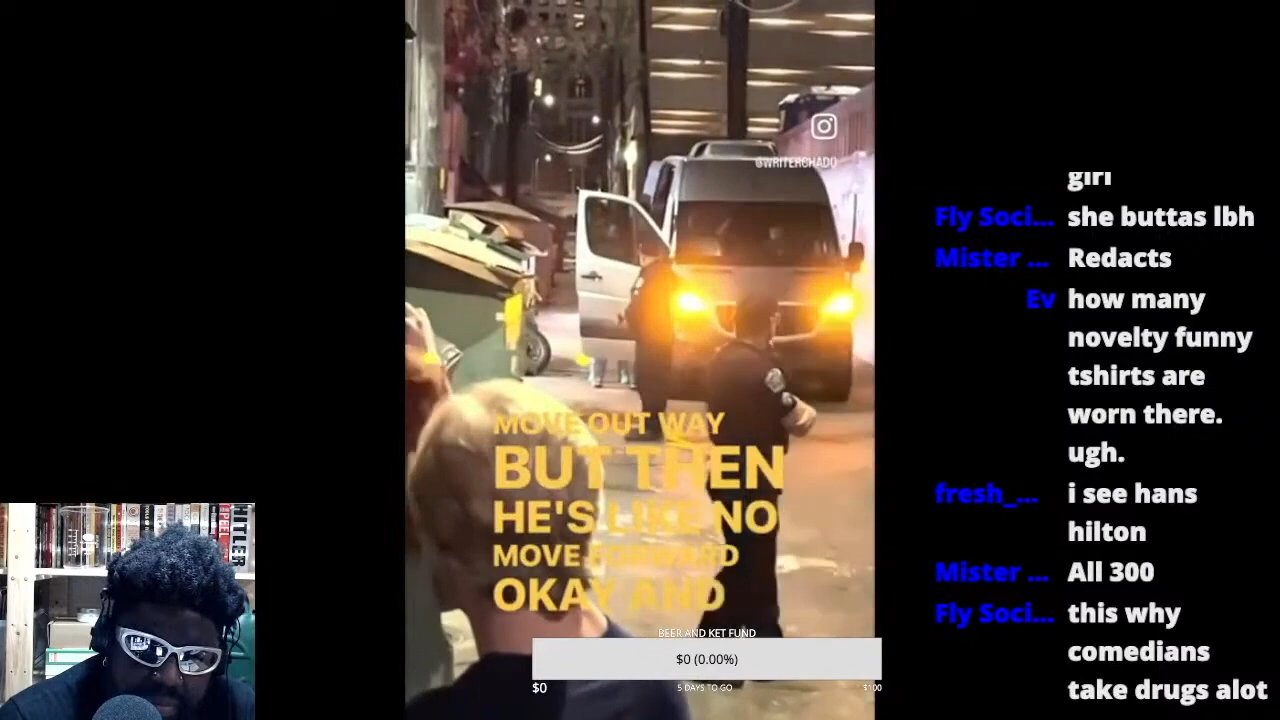 @WRITERCHADO
MOVE OUT WAY
BUT THEN
HE'S LIKE NO
MOVE FORWARD
OKAY AND
BEER AND KET FUND
$0 (0.00%)
$0
5 DAYS TO GO
$100
girl
Fly Soci... she buttas lbh
Mister ... Redacts
Ev how many
novelty funny
tshirts are
worn there.
ugh.
fresh_... i see hans
hilton
Mister ... All 300
Fly Soci... this why
comedians
take drugs alot